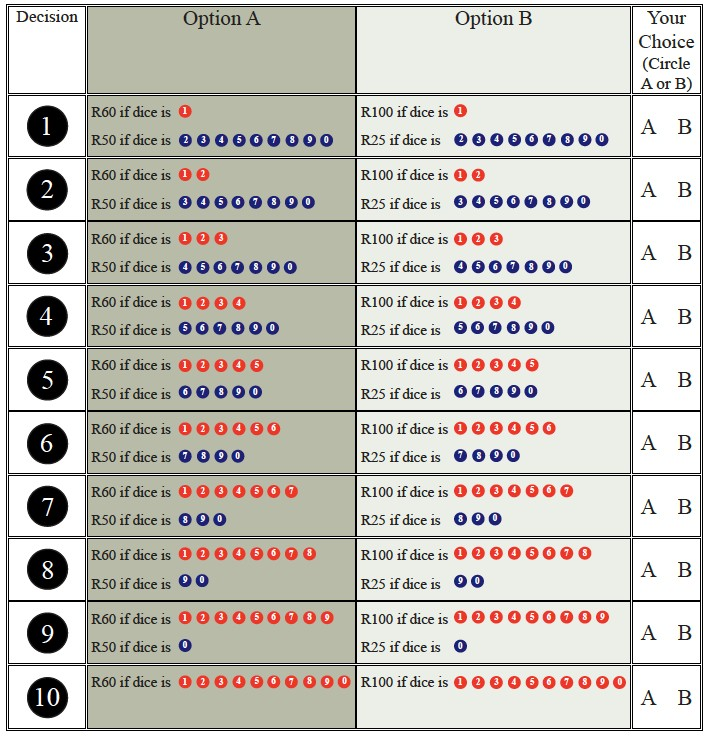 Decision
Option A
Option B
Your
Choice
(Circle
A or B)
1
R60 if dice is 1
R50 if dice is 2 3 4 5 6 7 8 9 0
R100 if dice is 1
R25 if dice is 2 3 4 5 6 7 8 9 0
A B
2
R60 if dice is 1 2
R50 if dice is 3 4 5 6 7 8 9 0
R100 if dice is 1 2
R25 if dice is 3 4 5 6 7 8 9 0
A B
3
R60 if dice is 1 2 3
R50 if dice is 4 5 6 7 8 9 0
R100 if dice is 1 2 3
R25 if dice is 4 5 6 7 8 9 0
A B
4
R60 if dice is 1 2 3 4
R50 if dice is 5 6 7 8 9 0
R100 if dice is 1 2 3 4
R25 if dice is 5 6 7 8 9 0
A B
5
R60 if dice is 1 2 3 4 5
R50 if dice is 6 7 8 9 0
R100 if dice is 1 2 3 4 5
R25 if dice is 6 7 8 9 0
A B
6
R60 if dice is 1 2 3 4 5 6
R50 if dice is 7 8 9 0
R100 if dice is 1 2 3 4 5 6
R25 if dice is 7 8 9 0
A B
7
R60 if dice is 1 2 3 4 5 6 7
R50 if dice is 8 9 0
R100 if dice is 1 2 3 4 5 6 7
R25 if dice is 8 9 0
A B
8
R60 if dice is 1 2 3 4 5 6 7 8
R50 if dice is 9 0
R100 if dice is 1 2 3 4 5 6 7 8
R25 if dice is 9 0
A B
9
R60 if dice is 1 2 3 4 5 6 7 8 9
R50 if dice is 0
R100 if dice is 1 2 3 4 5 6 7 8 9
R25 if dice is 0
A B
10
R60 if dice is 1 2 3 4 5 6 7 8 9 0
R100 if dice is 1 2 3 4 5 6 7 8 9 0
A B